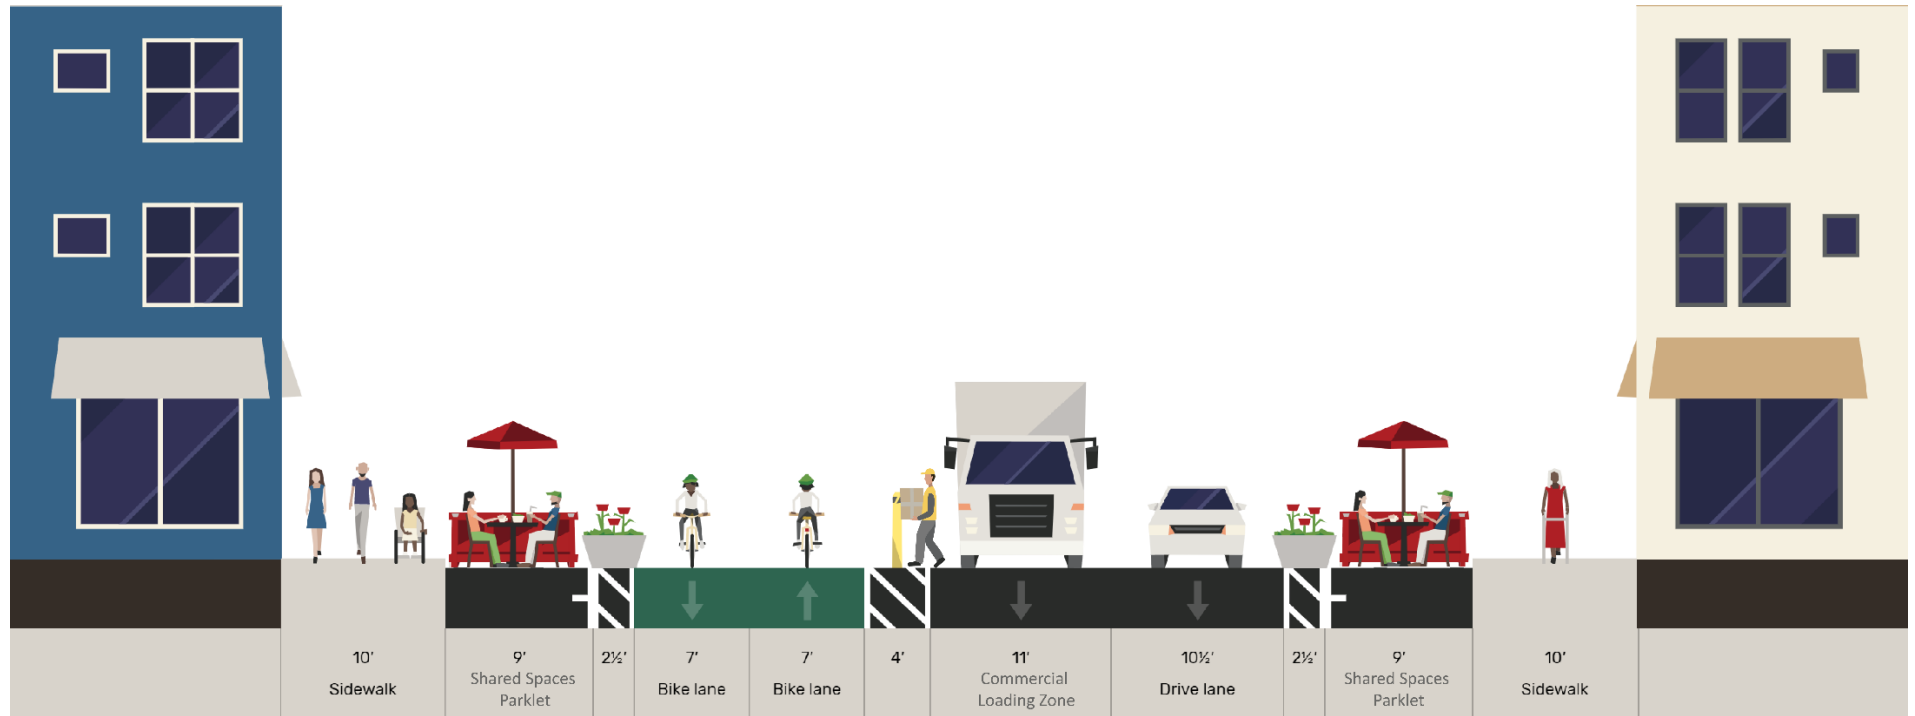 10’
Sidewalk
9’
Shared Spaces
Parklet
2½’
7’
Bike lane
7’
Bike lane
4’
11’
Commercial
Loading Zone
10½’
Drive lane
2½’
9’
Shared Spaces
Parklet
10’
Sidewalk